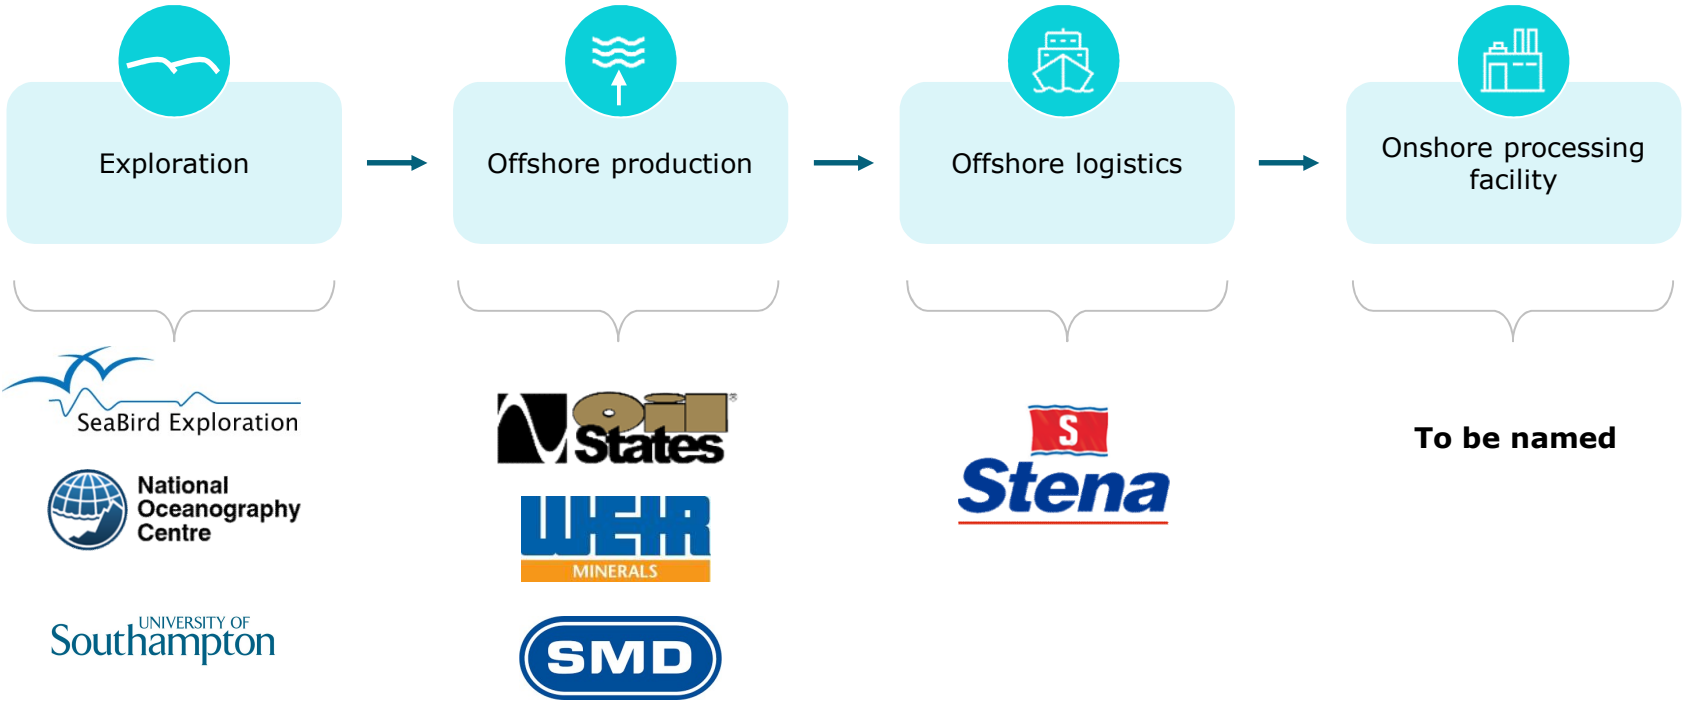 Exploration
Offshore production
Offshore logistics
Onshore processing
facility
SeaBird Exploration
National
Oceanography
Centre
UNIVERSITY OF
Southampton
Oil
States
®
WEIR
MINERALS
SMD
S
Stena
To be named